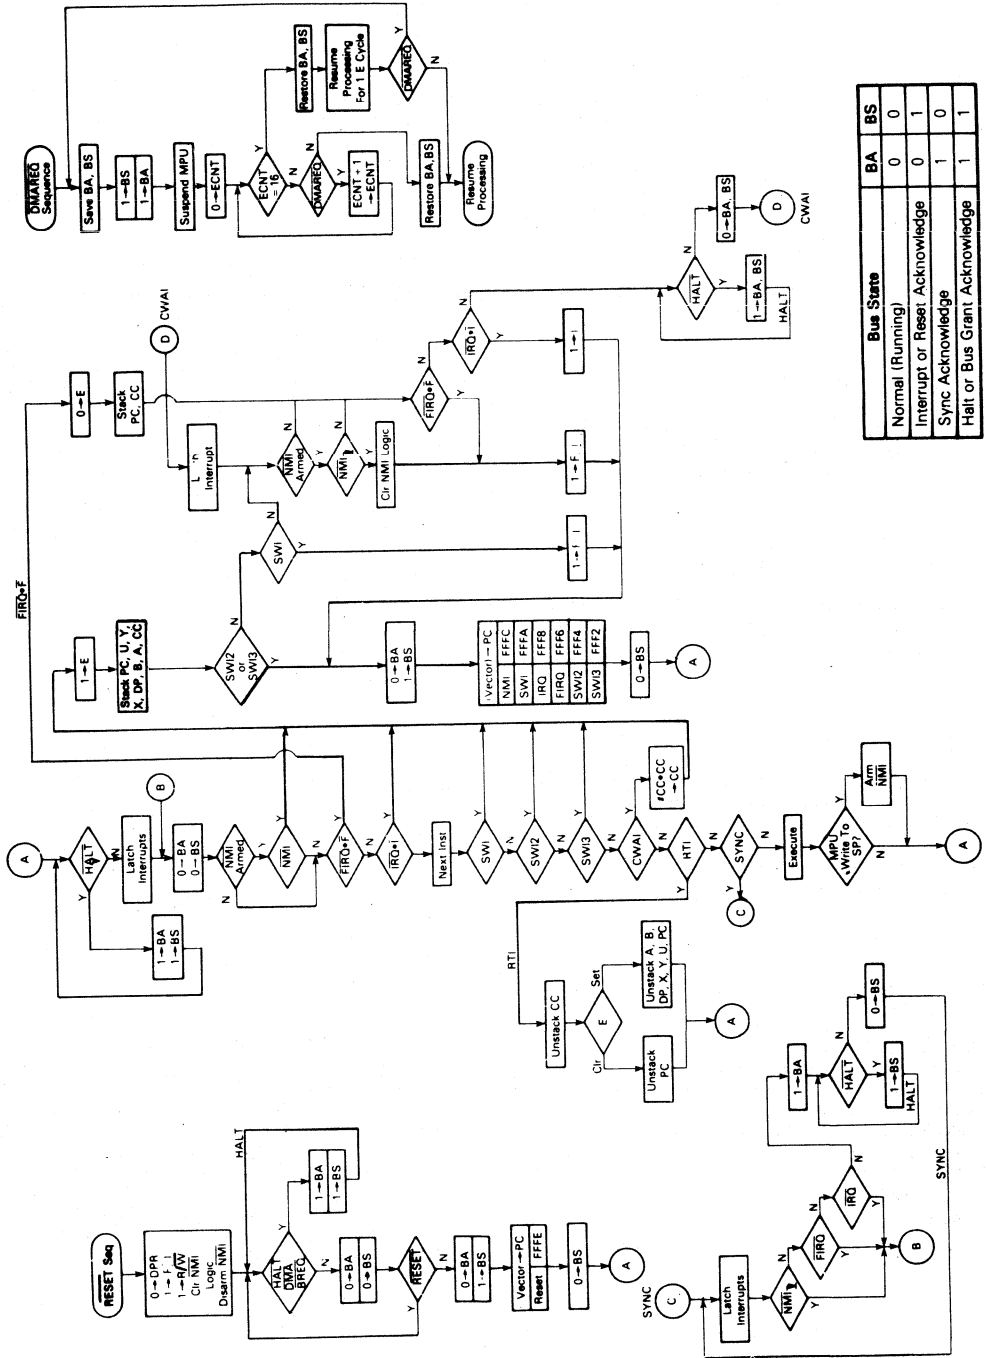 DMAREQ
Sequence
Save BA, BS
1→BS
1→BA
Suspend MPU
0→ECNT
ECNT
= 16
Y
N
DMAREQ
N
Y
ECNT + 1
→ECNT
Restore BA, BS
Resume
Processing
For 1 E Cycle
DMAREQ
Y
N
Restore BA, BS
Resume
Processing
FIRQ•F
0→E
Stack
PC, CC
D
CWAI
Interrupt
NMI
Armed
N
Y
NMI
N
Y
Clr NMI Logic
FIRQ•F
N
Y
IRQ•I
N
Y
1→I
HALT
N
Y
1→BA, BS
HALT
0→BA, BS
D
CWAI
1→E
Stack PC, U, Y,
X, DP, B, A, CC
SWI2
or
SWI3
N
Y
SWI
N
Y
0→BA
1→BS
(Vector)→PC
NMI FFFC
SWI FFFA
IRQ FFF8
FIRQ FFF6
SWI2 FFF4
SWI3 FFF2
0→BS
A
A
HALT
Y
N
1→BA
1→BS
Latch
Interrupts
B
0→BA
0→BS
NMI
Armed
N
Y
NMI
Y
N
FIRQ•F
Y
N
IRQ•I
Y
N
Next Inst
SWI
Y
N
SWI2
Y
N
SWI3
Y
N
CWAI
Y
N
#CC•CC
→CC
RTI
Y
N
SYNC
Y
N
C
Execute
MPU
Write To
SP?
Y
N
Arm
NMI
A
RTI
Unstack CC
E
Clr
Set
Unstack
PC
Unstack A, B,
DP, X, Y, U, PC
A
RESET Seq
0→DPR
1→R/W
Clr NMI
Logic
Disarm NMI
HALT
HALT
DMA
BREQ
Y
N
1→BA
1→BS
0→BA
0→BS
RESET
Y
N
0→BA
1→BS
Vector→PC
Reset FFFE
0→BS
A
SYNC
C
Latch
Interrupts
NMI
N
Y
FIRQ
N
Y
IRQ
N
Y
B
1→BA
HALT
N
Y
1→BS
HALT
0→BS
SYNC
Bus State BA BS
Normal (Running) 0 0
Interrupt or Reset Acknowledge 0 1
Sync Acknowledge 1 0
Halt or Bus Grant Acknowledge 1 1